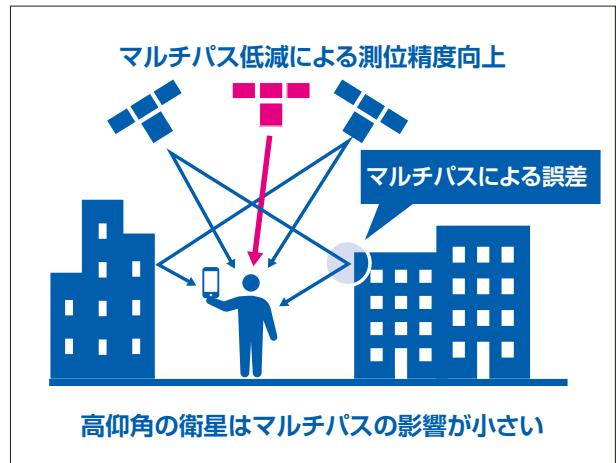 マルチパス低減による測位精度向上
マルチパスによる誤差
高仰角の衛星はマルチパスの影響が小さい